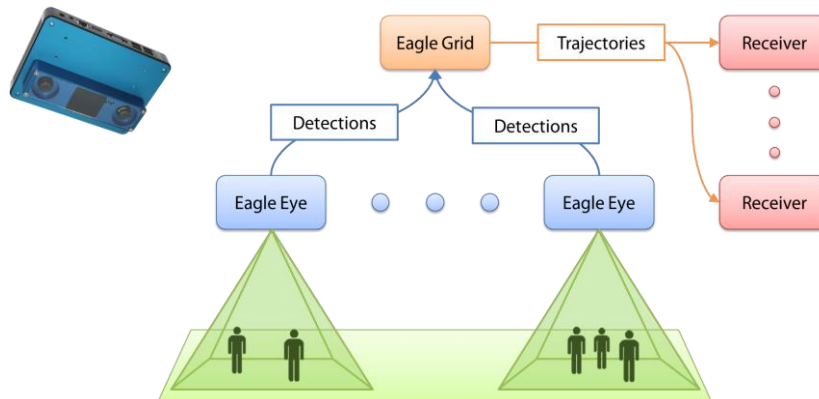 Eagle Grid
Trajectories
Receiver
Detections
Detections
Eagle Eye
Eagle Eye
Receiver